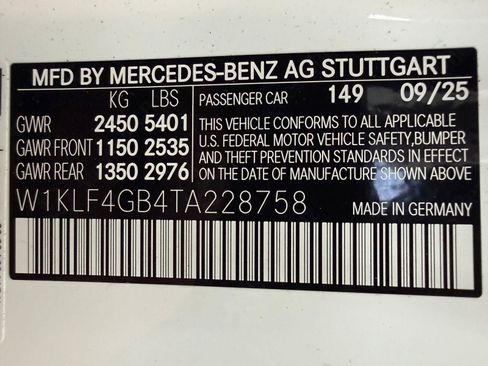 MFD BY MERCEDES-BENZ AG STUTTGART
KG LBS PASSENGER CAR 149 09/25
GWWR 2450 5401 THIS VEHICLE CONFORMS TO ALL APPLICABLE
GAWR FRONT 1150 2535 U.S. FEDERAL MOTOR VEHICLE SAFETY, BUMPER
GAWR REAR 1350 2976 AND THEFT PREVENTION STANDARDS IN EFFECT
ON THE DATE OF MANUFACTURE SHOWN ABOVE
W1KLF4GB4TA228758 MADE IN GERMANY